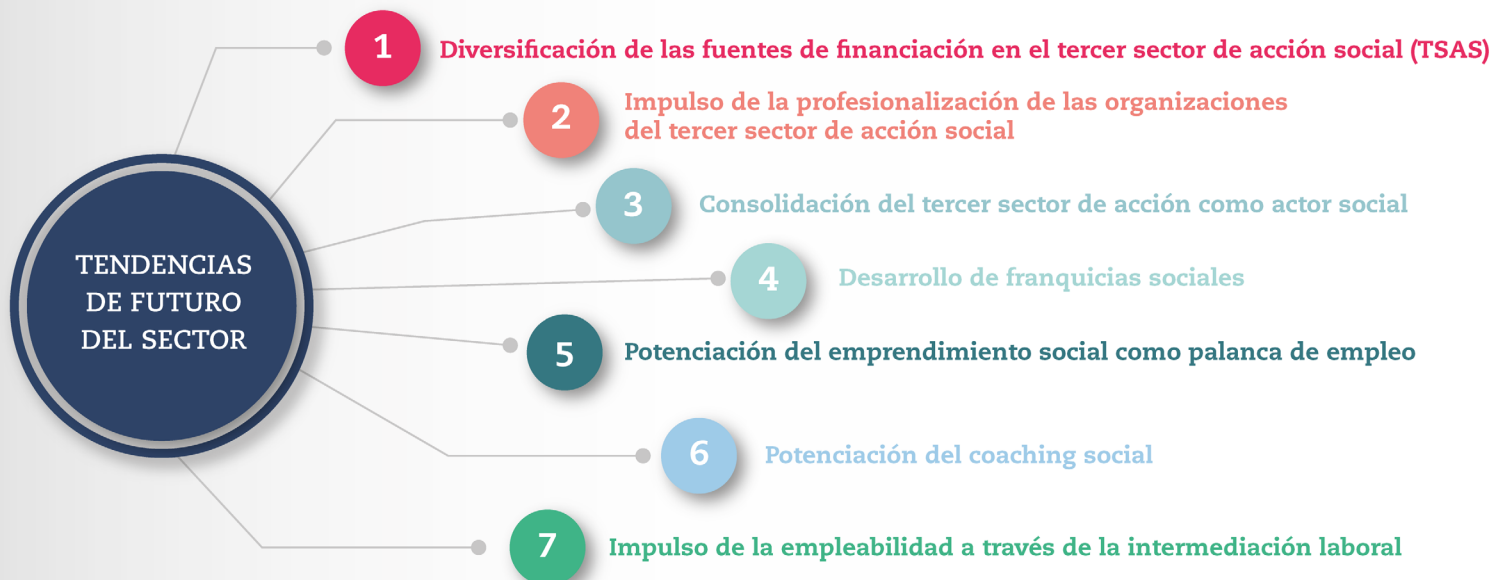 TENDENCIAS
DE FUTURO
DEL SECTOR
1
Diversificación de las fuentes de financiación en el tercer sector de acción social (TSAS)
2
Impulso de la profesionalización de las organizaciones
del tercer sector de acción social
3
Consolidación del tercer sector de acción como actor social
4
Desarrollo de franquicias sociales
5
Potenciación del emprendimiento social como palanca de empleo
6
Potenciación del coaching social
7
Impulso de la empleabilidad a través de la intermediación laboral